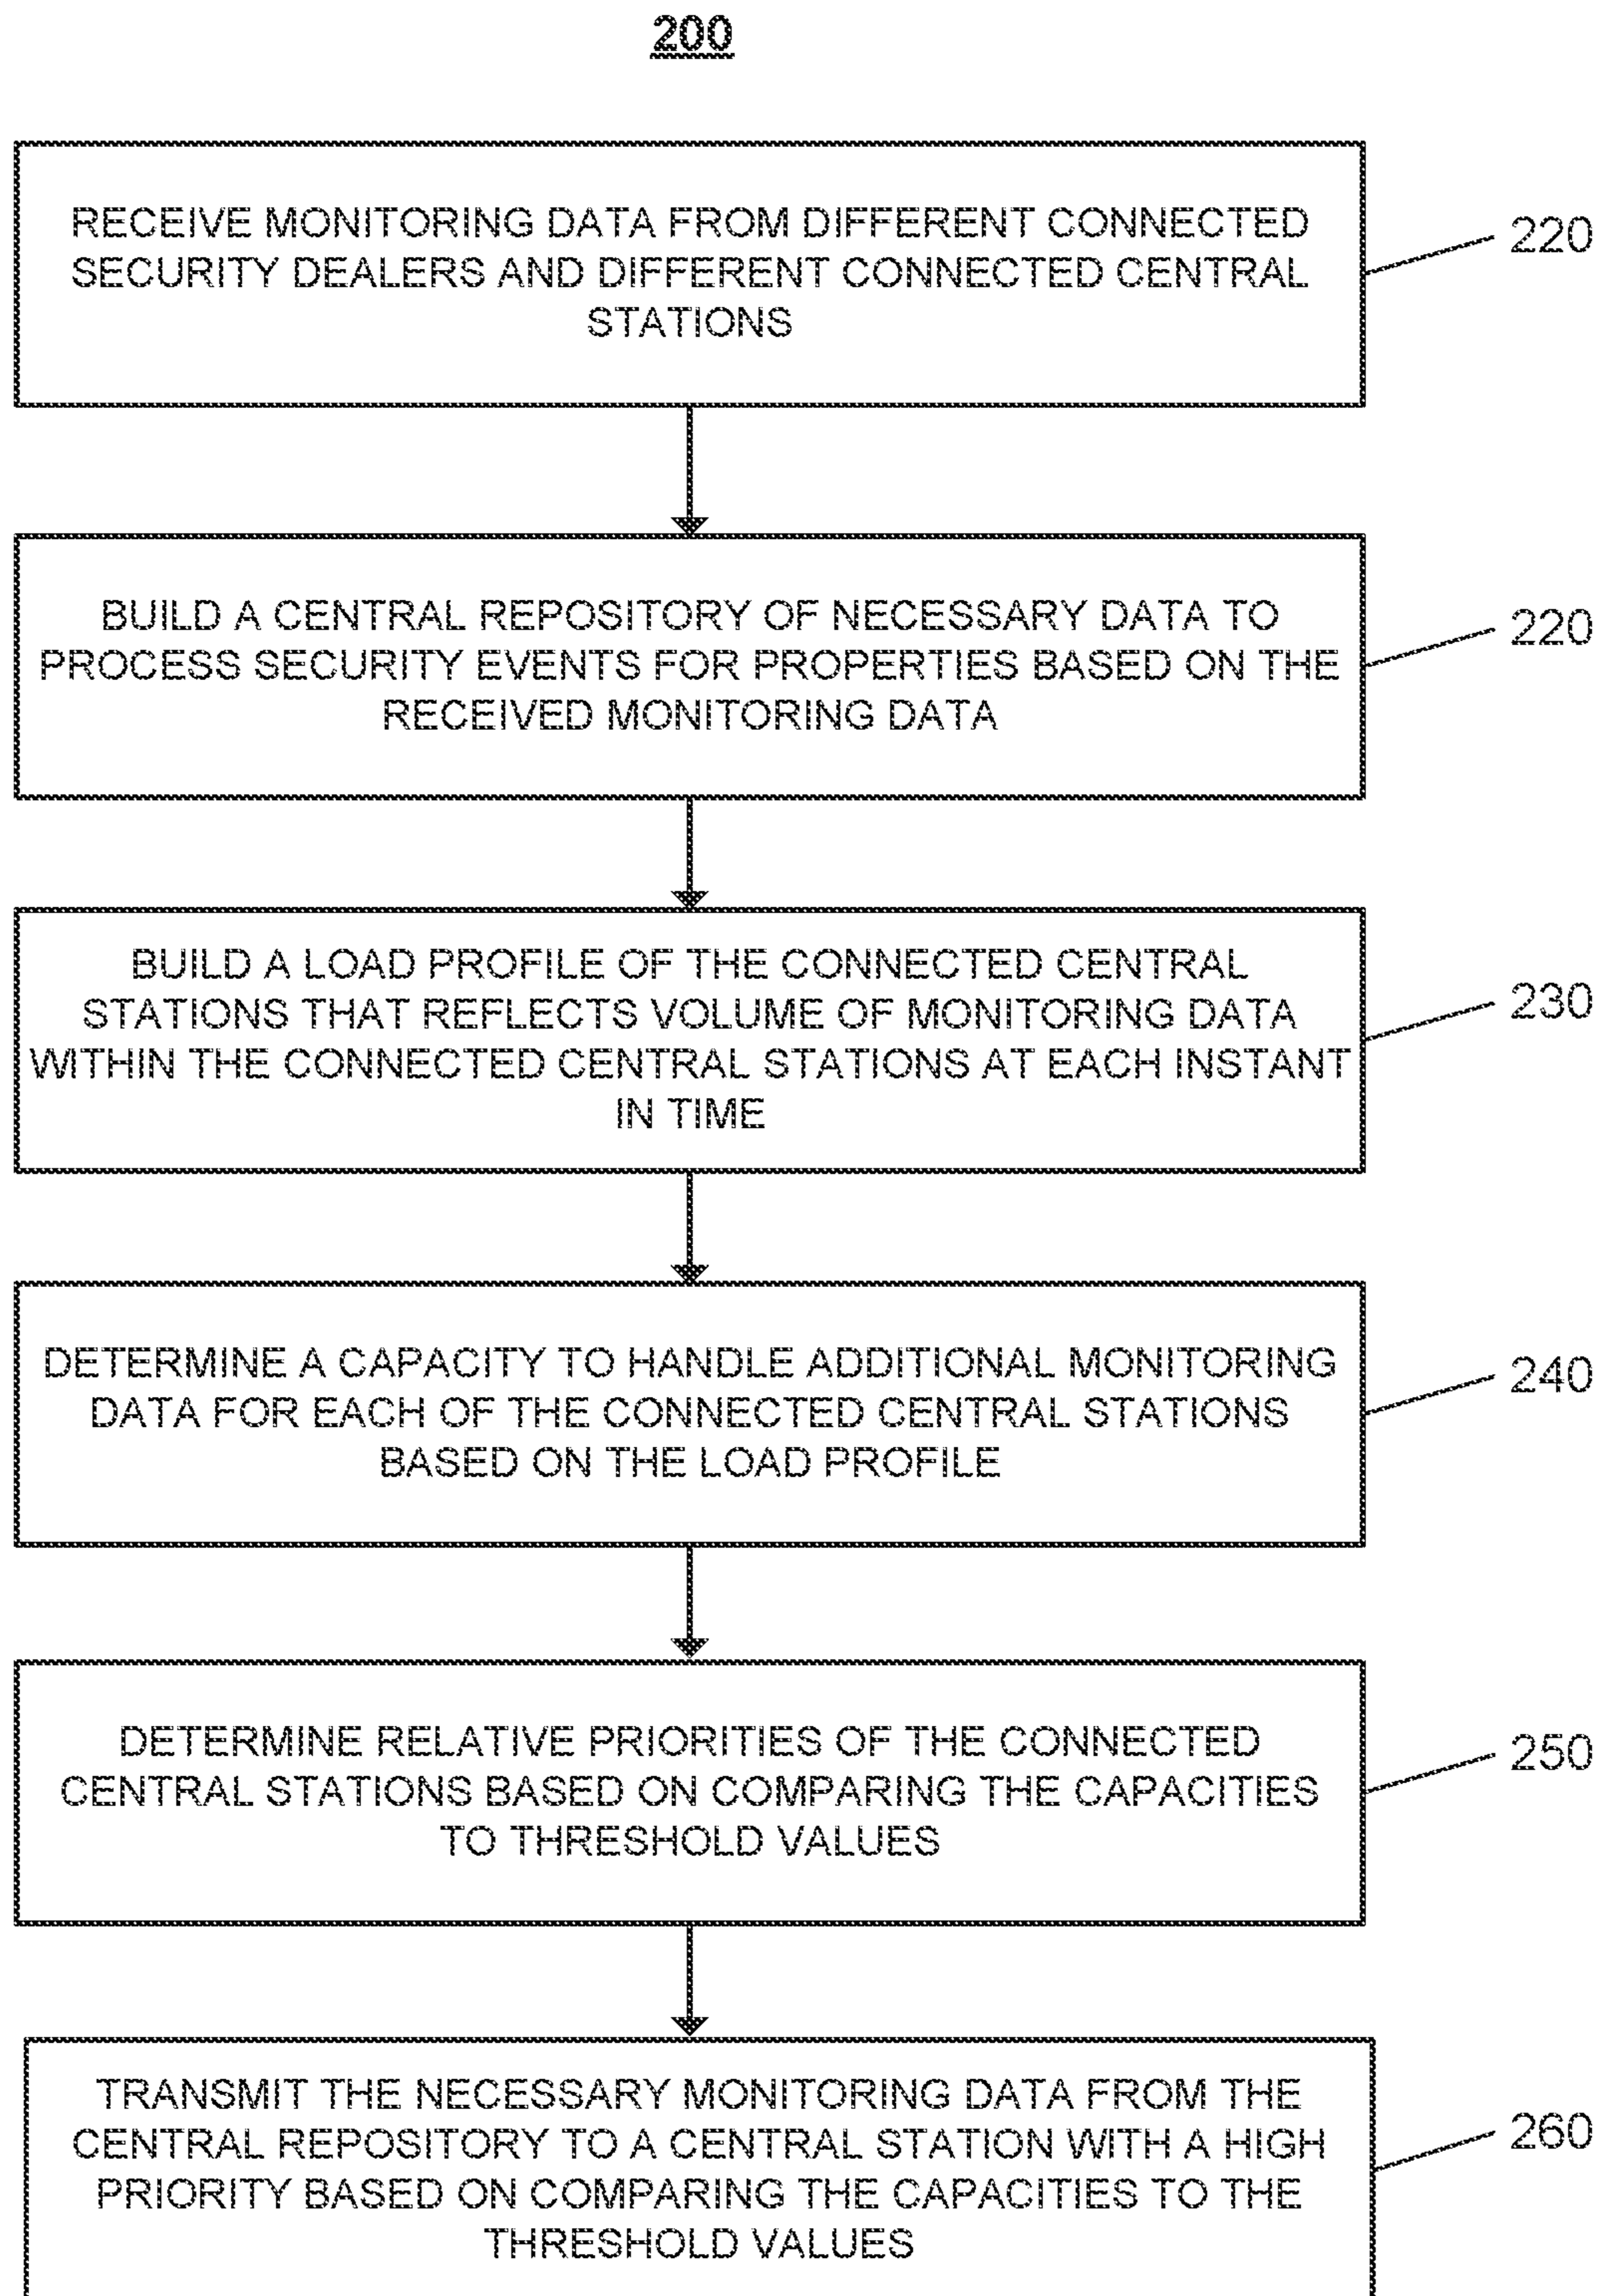 200
RECEIVE MONITORING DATA FROM DIFFERENT CONNECTED
SECURITY DEALERS AND DIFFERENT CONNECTED CENTRAL
STATIONS
220
BUILD A CENTRAL REPOSITORY OF NECESSARY DATA TO
PROCESS SECURITY EVENTS FOR PROPERTIES BASED ON THE
RECEIVED MONITORING DATA
220
BUILD A LOAD PROFILE OF THE CONNECTED CENTRAL
STATIONS THAT REFLECTS VOLUME OF MONITORING DATA
WITHIN THE CONNECTED CENTRAL STATIONS AT EACH INSTANT
IN TIME
230
DETERMINE A CAPACITY TO HANDLE ADDITIONAL MONITORING
DATA FOR EACH OF THE CONNECTED CENTRAL STATIONS
BASED ON THE LOAD PROFILE
240
DETERMINE RELATIVE PRIORITIES OF THE CONNECTED
CENTRAL STATIONS BASED ON COMPARING THE CAPACITIES
TO THRESHOLD VALUES
250
TRANSMIT THE NECESSARY MONITORING DATA FROM THE
CENTRAL REPOSITORY TO A CENTRAL STATION WITH A HIGH
PRIORITY BASED ON COMPARING THE CAPACITIES TO THE
THRESHOLD VALUES
260